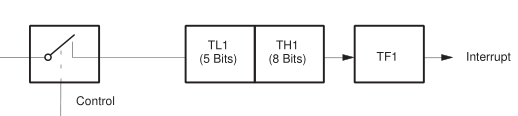 TL1 TH1
(5 Bits) (8 Bits) TF1 Interrupt
Control